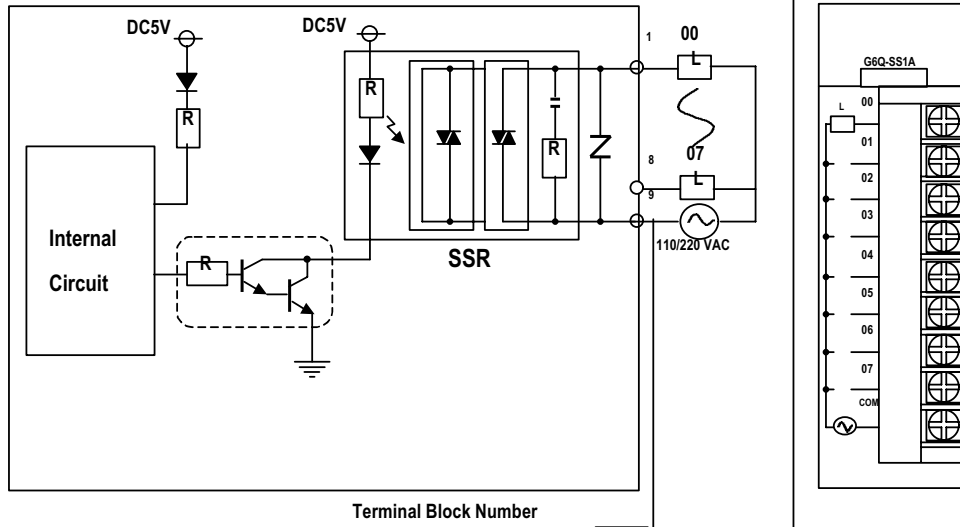 DC5V
DC5V
R
R
Internal
Circuit
R
SSR
R
1
00
L
8
07
L
9
110/220 VAC
Terminal Block Number
G6Q-SS1A
L
00
01
02
03
04
05
06
07
COM